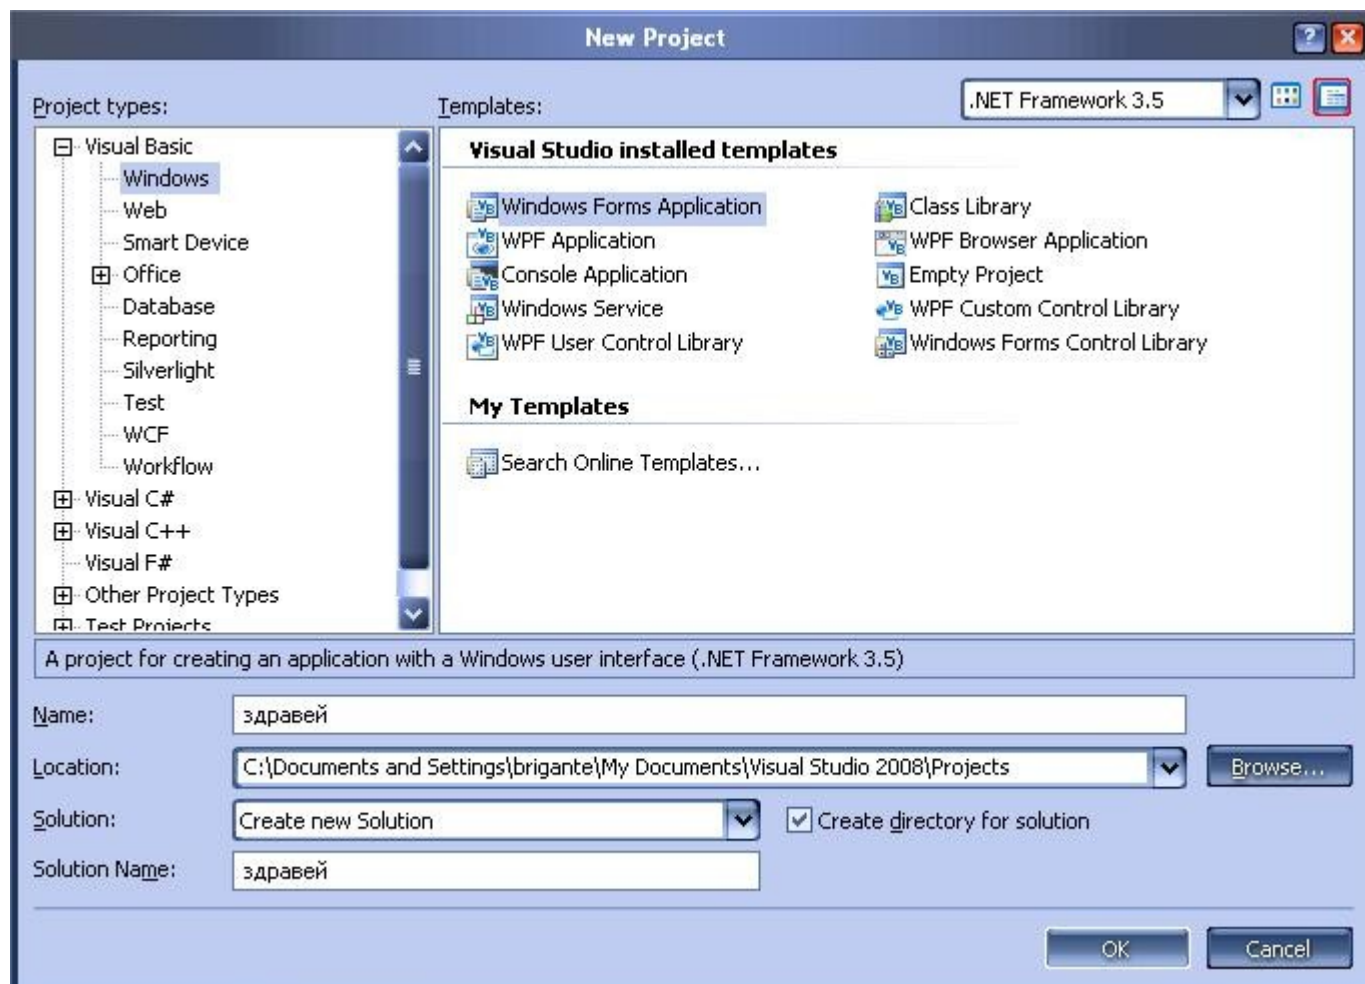 New Project
Project types:
Templates:
.NET Framework 3.5
Visual Basic
Windows
Web
Smart Device
Office
Database
Reporting
Silverlight
Test
WCF
Workflow
Visual C#
Visual C++
Visual F#
Other Project Types
Test Projects
Visual Studio installed templates
Windows Forms Application
Class Library
WPF Application
WPF Browser Application
Console Application
Empty Project
Windows Service
WPF Custom Control Library
WPF User Control Library
Windows Forms Control Library
My Templates
Search Online Templates...
A project for creating an application with a Windows user interface (.NET Framework 3.5)
Name:
здравей
Location:
C:\Documents and Settings\brigante\My Documents\Visual Studio 2008\Projects
Browse...
Solution:
Create new Solution
Create directory for solution
Solution Name:
здравей
OK
Cancel